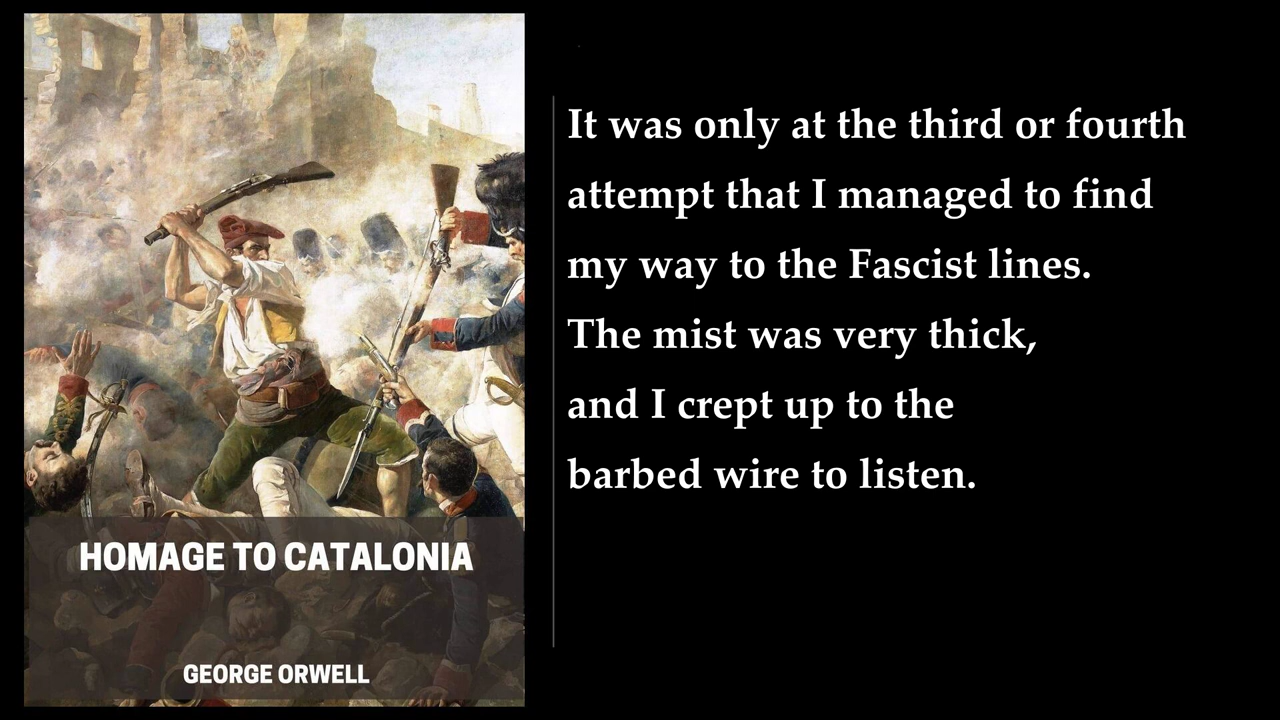 HOMAGE TO CATALONIA
GEORGE ORWELL
It was only at the third or fourth
attempt that I managed to find
my way to the Fascist lines.
The mist was very thick,
and I crept up to the
barbed wire to listen.